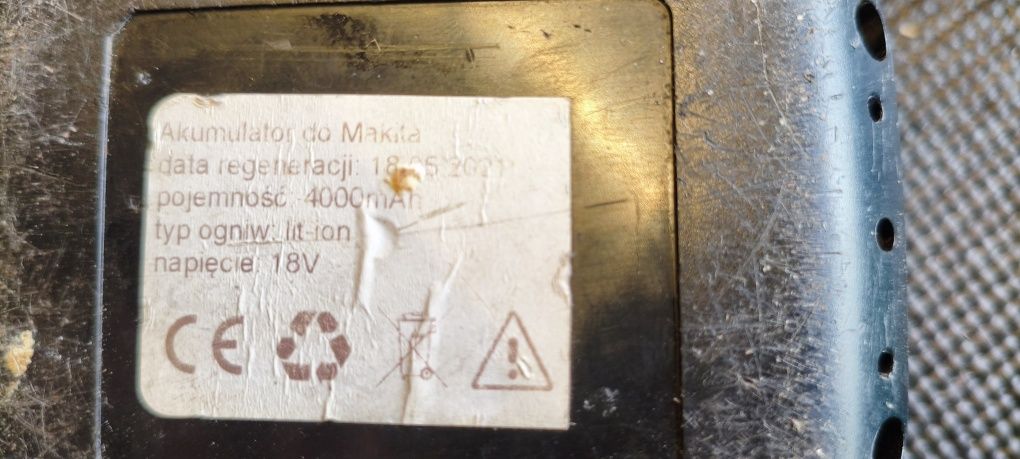 Akumulator do Makita
data regeneracji: 18.05.2021
pojemność: 4000mAh
typ ogniw: lit-ion
napięcie: 18V
CE